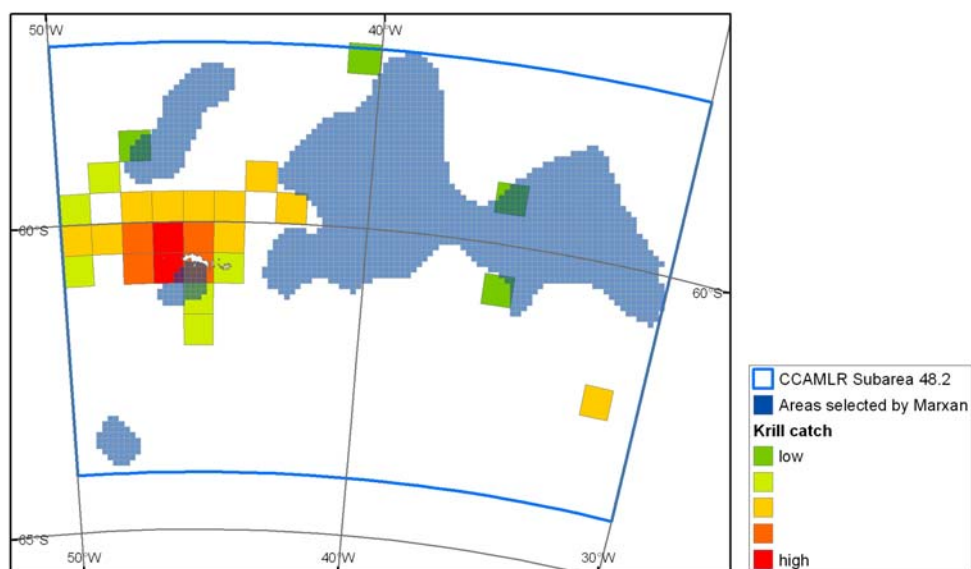 50°W
40°W
60°S
60°S
65°S
50°W
40°W
30°W
CCAMLR Subarea 48.2
Areas selected by Marxan
Krill catch
low
high